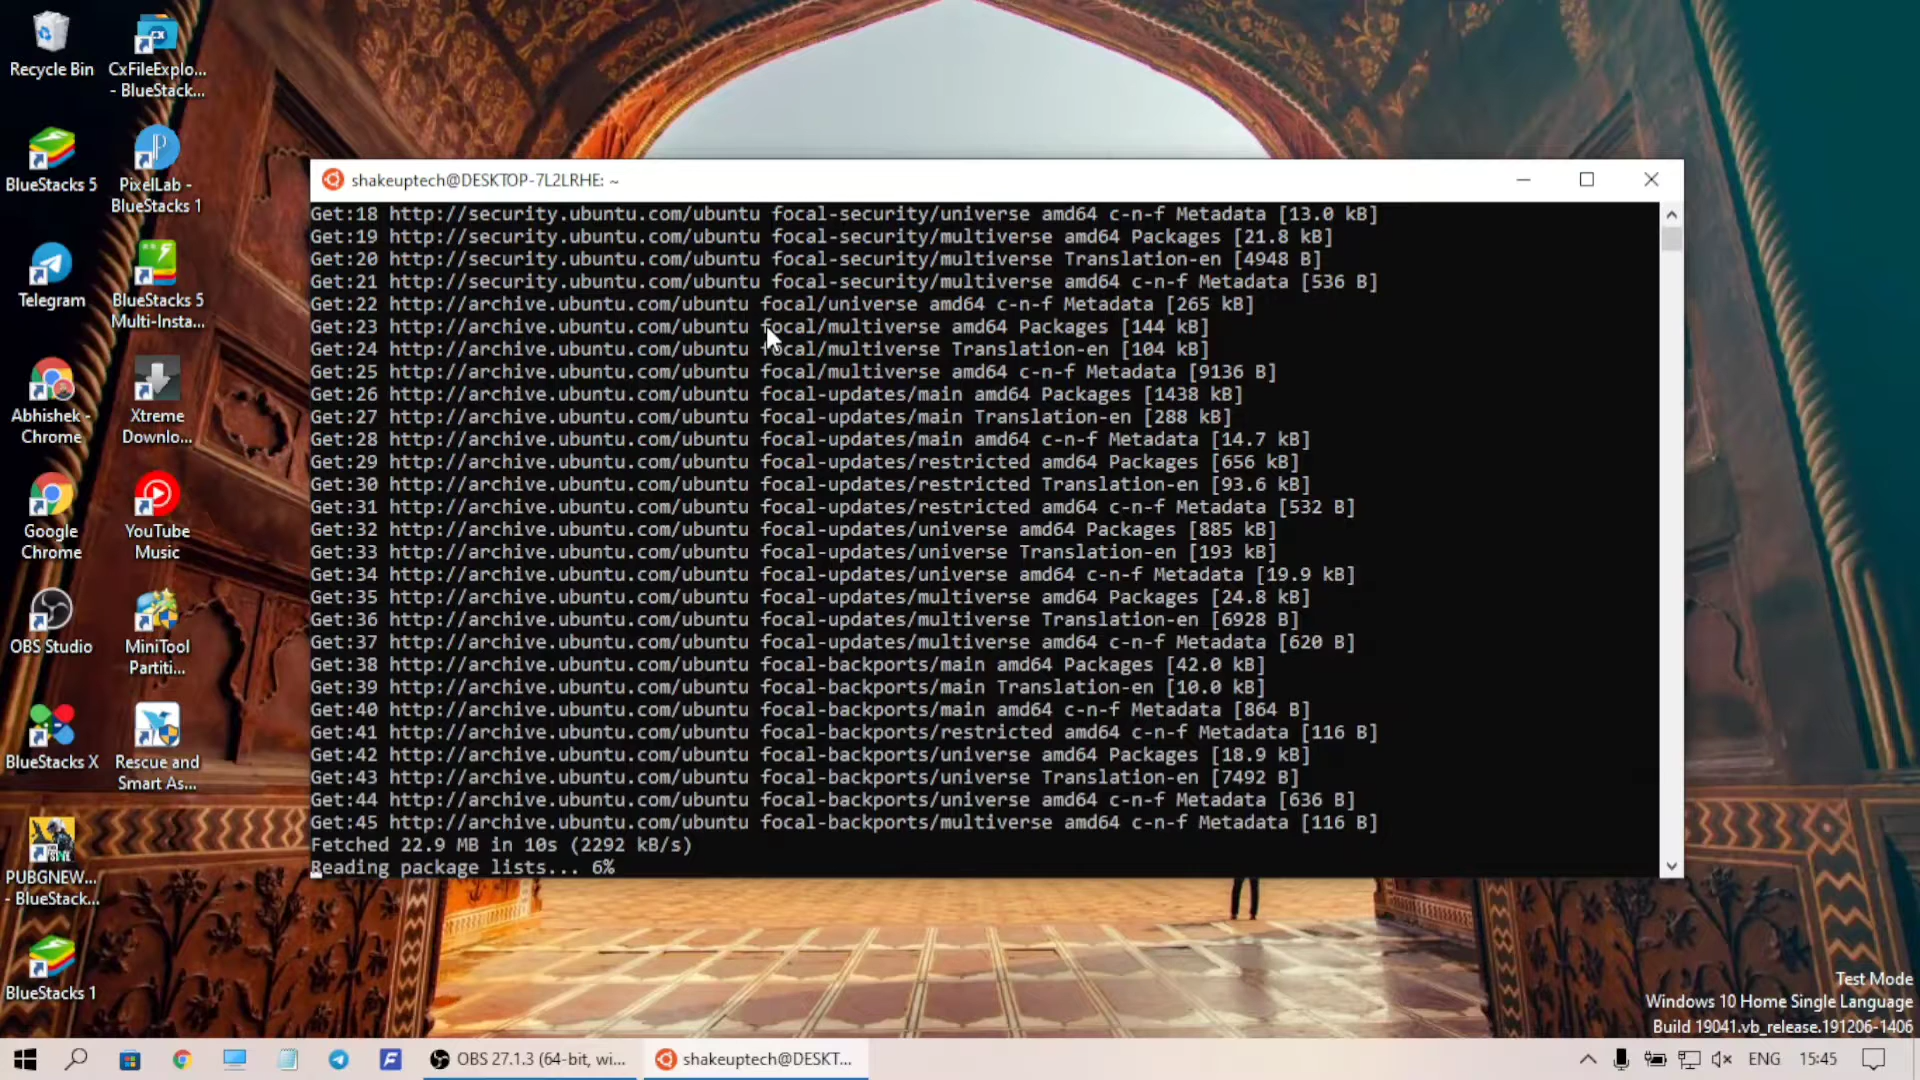 Recycle Bin
CxFileExplo...
- BlueStack...
BlueStacks 5
PixelLab -
BlueStacks 1
Telegram
BlueStacks 5
Multi-Insta...
Abhishek -
Chrome
Xtreme
Downlo...
Google
Chrome
YouTube
Music
OBS Studio
MiniTool
Partiti...
BlueStacks X
Rescue and
Smart As...
PUBGNEW...
- BlueStack...
BlueStacks 1
shakeuptech@DESKTOP-7L2LRHE: ~
Get:18 http://security.ubuntu.com/ubuntu focal-security/universe amd64 c-n-f Metadata [13.0 kB]
Get:19 http://security.ubuntu.com/ubuntu focal-security/multiverse amd64 Packages [21.8 kB]
Get:20 http://security.ubuntu.com/ubuntu focal-security/multiverse Translation-en [4948 B]
Get:21 http://security.ubuntu.com/ubuntu focal-security/multiverse amd64 c-n-f Metadata [536 B]
Get:22 http://archive.ubuntu.com/ubuntu focal/universe amd64 c-n-f Metadata [265 kB]
Get:23 http://archive.ubuntu.com/ubuntu focal/multiverse amd64 Packages [144 kB]
Get:24 http://archive.ubuntu.com/ubuntu focal/multiverse Translation-en [104 kB]
Get:25 http://archive.ubuntu.com/ubuntu focal/multiverse amd64 c-n-f Metadata [9136 B]
Get:26 http://archive.ubuntu.com/ubuntu focal-updates/main amd64 Packages [1438 kB]
Get:27 http://archive.ubuntu.com/ubuntu focal-updates/main Translation-en [288 kB]
Get:28 http://archive.ubuntu.com/ubuntu focal-updates/main amd64 c-n-f Metadata [14.7 kB]
Get:29 http://archive.ubuntu.com/ubuntu focal-updates/restricted amd64 Packages [656 kB]
Get:30 http://archive.ubuntu.com/ubuntu focal-updates/restricted Translation-en [93.6 kB]
Get:31 http://archive.ubuntu.com/ubuntu focal-updates/restricted amd64 c-n-f Metadata [532 B]
Get:32 http://archive.ubuntu.com/ubuntu focal-updates/universe amd64 Packages [885 kB]
Get:33 http://archive.ubuntu.com/ubuntu focal-updates/universe Translation-en [193 kB]
Get:34 http://archive.ubuntu.com/ubuntu focal-updates/universe amd64 c-n-f Metadata [19.9 kB]
Get:35 http://archive.ubuntu.com/ubuntu focal-updates/multiverse amd64 Packages [24.8 kB]
Get:36 http://archive.ubuntu.com/ubuntu focal-updates/multiverse Translation-en [6928 B]
Get:37 http://archive.ubuntu.com/ubuntu focal-updates/multiverse amd64 c-n-f Metadata [620 B]
Get:38 http://archive.ubuntu.com/ubuntu focal-backports/main amd64 Packages [42.0 kB]
Get:39 http://archive.ubuntu.com/ubuntu focal-backports/main Translation-en [10.0 kB]
Get:40 http://archive.ubuntu.com/ubuntu focal-backports/main amd64 c-n-f Metadata [864 B]
Get:41 http://archive.ubuntu.com/ubuntu focal-backports/restricted amd64 c-n-f Metadata [116 B]
Get:42 http://archive.ubuntu.com/ubuntu focal-backports/universe amd64 Packages [18.9 kB]
Get:43 http://archive.ubuntu.com/ubuntu focal-backports/universe Translation-en [7492 B]
Get:44 http://archive.ubuntu.com/ubuntu focal-backports/universe amd64 c-n-f Metadata [636 B]
Get:45 http://archive.ubuntu.com/ubuntu focal-backports/multiverse amd64 c-n-f Metadata [116 B]
Fetched 22.9 MB in 10s (2292 kB/s)
Reading package lists... 6%
Test Mode
Windows 10 Home Single Language
Build 19041.vb_release.191206-1406
OBS 27.1.3 (64-bit, wi...
shakeuptech@DESKT...
ENG
15:45